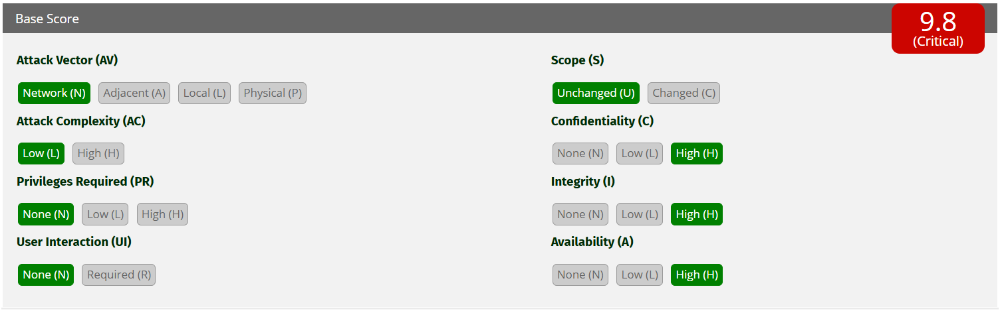 Base Score
9.8
(Critical)
Attack Vector (AV)
Network (N) Adjacent (A) Local (L) Physical (P)
Attack Complexity (AC)
Low (L) High (H)
Privileges Required (PR)
None (N) Low (L) High (H)
User Interaction (UI)
None (N) Required (R)
Scope (S)
Unchanged (U) Changed (C)
Confidentiality (C)
None (N) Low (L) High (H)
Integrity (I)
None (N) Low (L) High (H)
Availability (A)
None (N) Low (L) High (H)